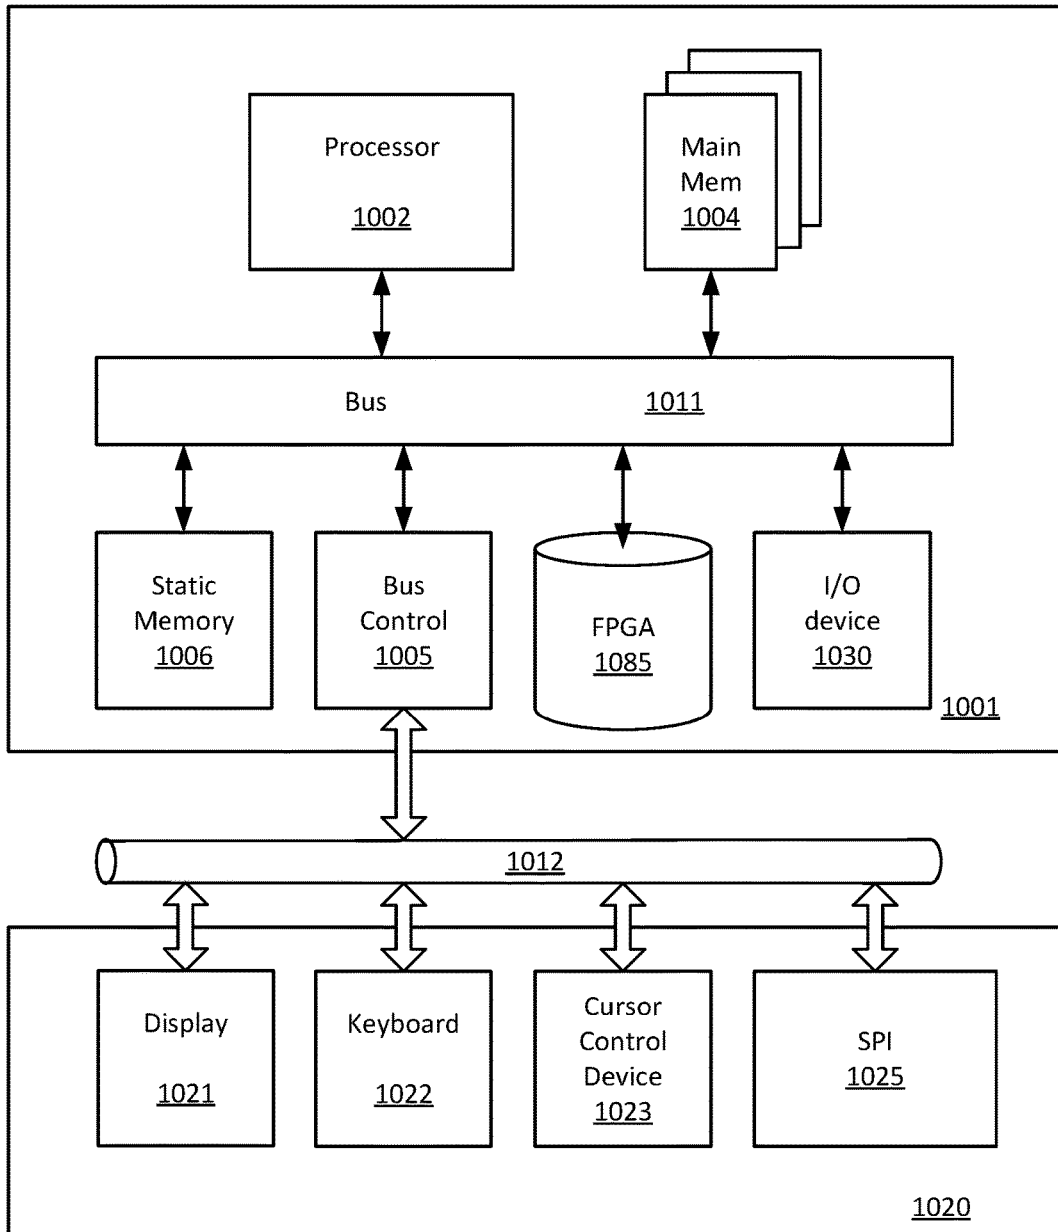 Processor
1002
Main
Mem
1004
Bus 1011
Static
Memory
1006
Bus
Control
1005
FPGA
1085
I/O
device
1030
1001
1012
Display
1021
Keyboard
1022
Cursor
Control
Device
1023
SPI
1025
1020